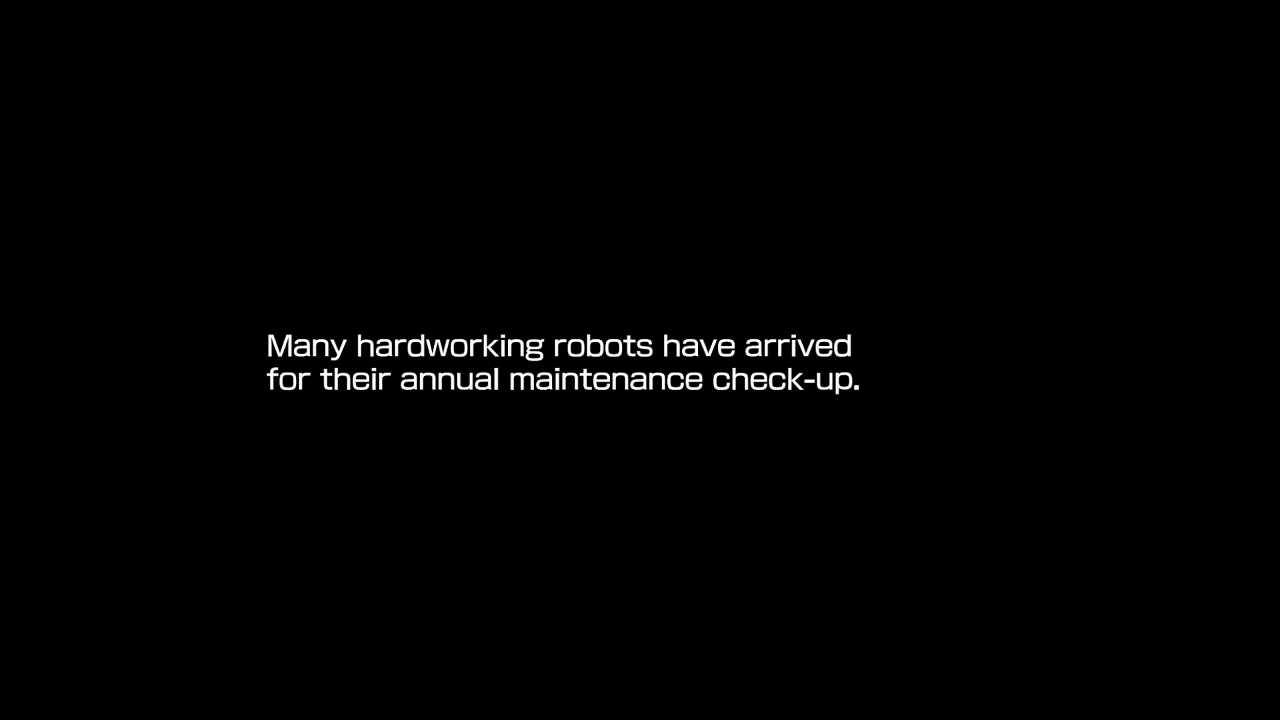 Many hardworking robots have arrived
for their annual maintenance check-up.